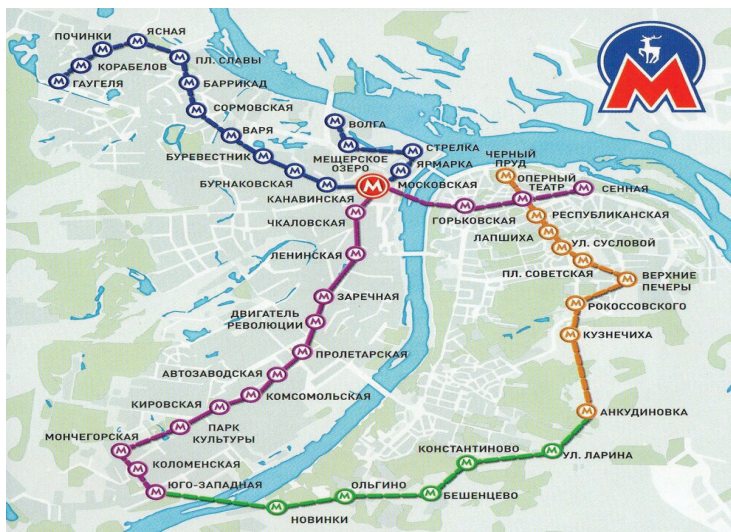 ПОЧИНКИ
ЯСНАЯ
КОРАБЕЛОВ
ПЛ. СЛАВЫ
ГАУГЕЛЯ
БАРРИКАД
СОРМОВСКАЯ
ВАРЯ
БУРЕВЕСТНИК
БУРНАКОВСКАЯ
КАНАВИНСКАЯ
ВОЛГА
МЕЩЕРСКОЕ
ОЗЕРО
СТРЕЛКА
ЯРМАРКА
МОСКОВСКАЯ
ЧЕРНЫЙ
ПРУД
ОПЕРНЫЙ
ТЕАТР
СЕННАЯ
ГОРЬКОВСКАЯ
РЕСПУБЛИКАНСКАЯ
ЛАПШИХА
УЛ. СУСЛОВОЙ
ПЛ. СОВЕТСКАЯ
ВЕРХНИЕ
ПЕЧЕРЫ
РОКОССОВСКОГО
КУЗНЕЧИХА
АНКУДИНОВКА
ЧКАЛОВСКАЯ
ЛЕНИНСКАЯ
ЗАРЕЧНАЯ
ДВИГАТЕЛЬ
РЕВОЛЮЦИИ
ПРОЛЕТАРСКАЯ
АВТОЗАВОДСКАЯ
КОМСОМОЛЬСКАЯ
КИРОВСКАЯ
ПАРК
КУЛЬТУРЫ
МОНЧЕГОРСКАЯ
КОЛОМЕНСКАЯ
ЮГО-ЗАПАДНАЯ
НОВИНКИ
ОЛЬГИНО
БЕШЕНЦЕВО
КОНСТАНТИНОВО
УЛ. ЛАРИНА